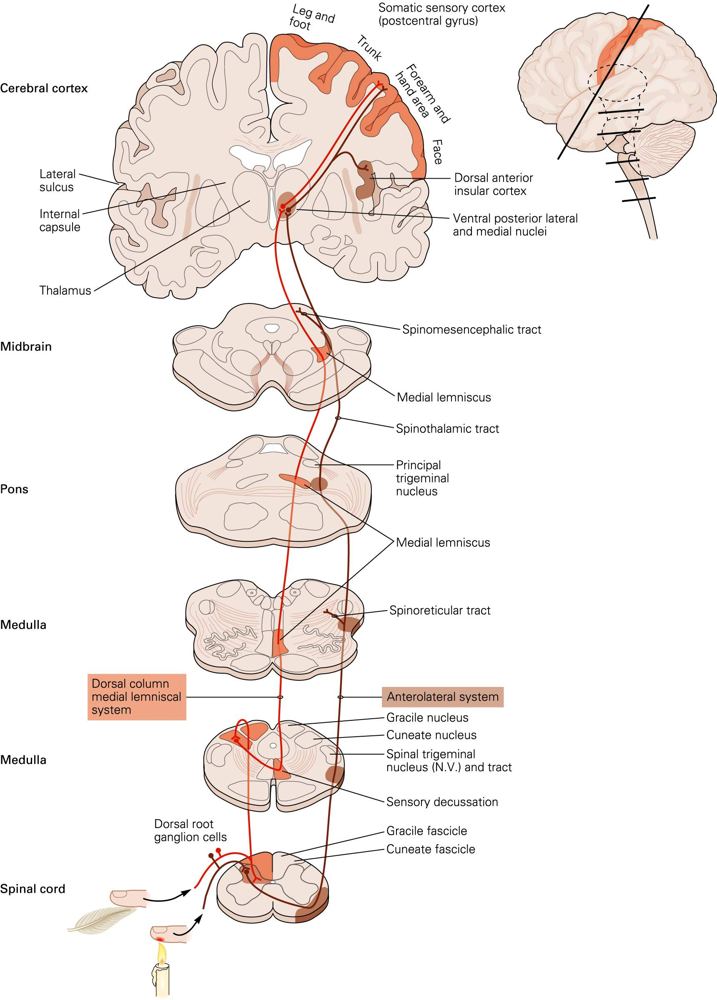 Leg and
foot
Somatic sensory cortex
(postcentral gyrus)
Trunk
Forearm and
hand area
Face
Cerebral cortex
Lateral
sulcus
Internal
capsule
Thalamus
Dorsal anterior
insular cortex
Ventral posterior lateral
and medial nuclei
Spinomesencephalic tract
Midbrain
Medial lemniscus
Spinothalamic tract
Principal
trigeminal
nucleus
Pons
Medial lemniscus
Spinoreticular tract
Medulla
Dorsal column
medial lemniscal
system
Anterolateral system
Gracile nucleus
Cuneate nucleus
Spinal trigeminal
nucleus (N.V.) and tract
Medulla
Sensory decussation
Dorsal root
ganglion cells
Gracile fascicle
Cuneate fascicle
Spinal cord